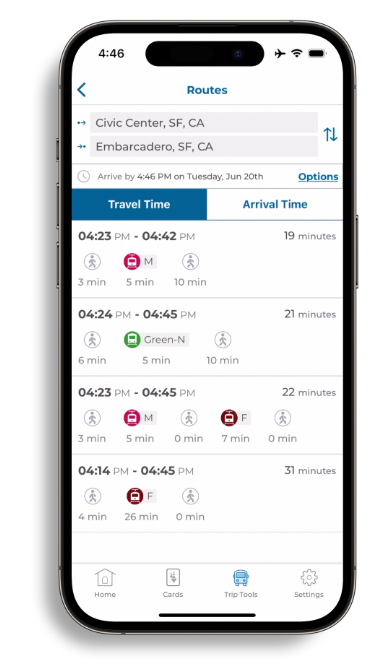 4:46
Routes
Civic Center, SF, CA
Embarcadero, SF, CA
Arrive by 4:46 PM on Tuesday, Jun 20th Options
Travel Time Arrival Time
04:23 PM - 04:42 PM 19 minutes
M
3 min 5 min 10 min
04:24 PM - 04:45 PM 21 minutes
Green-N
6 min 5 min 10 min
04:23 PM - 04:45 PM 22 minutes
M F
3 min 5 min 0 min 7 min 0 min
04:14 PM - 04:45 PM 31 minutes
F
4 min 26 min 0 min
Home Cards Trip Tools Settings